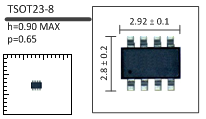 TSOT23-8
h=0.90 MAX
p=0.65
2.92 ± 0.1
2.8 ± 0.2